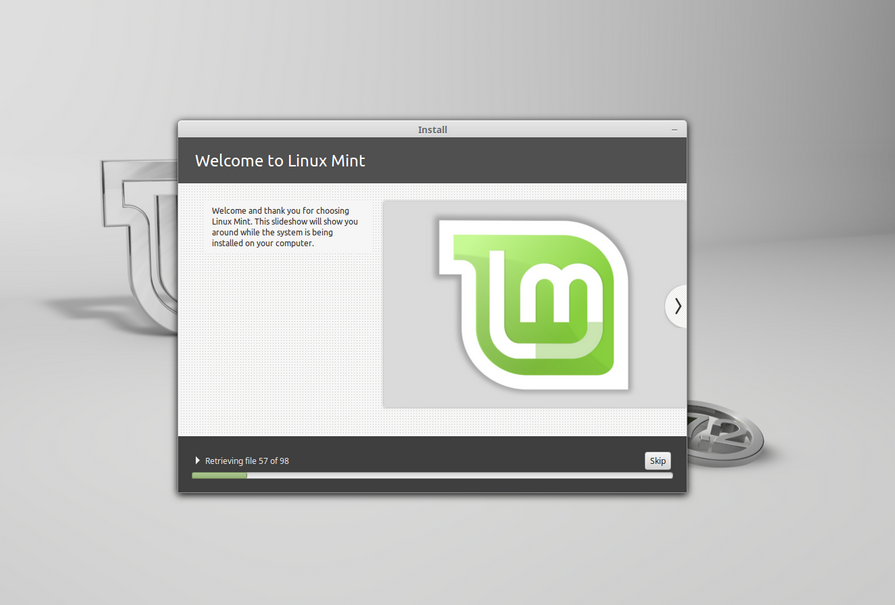 Install
Welcome to Linux Mint
Welcome and thank you for choosing
Linux Mint. This slideshow will show you
around while the system is being
installed on your computer.
Retrieving file 57 of 98
Skip